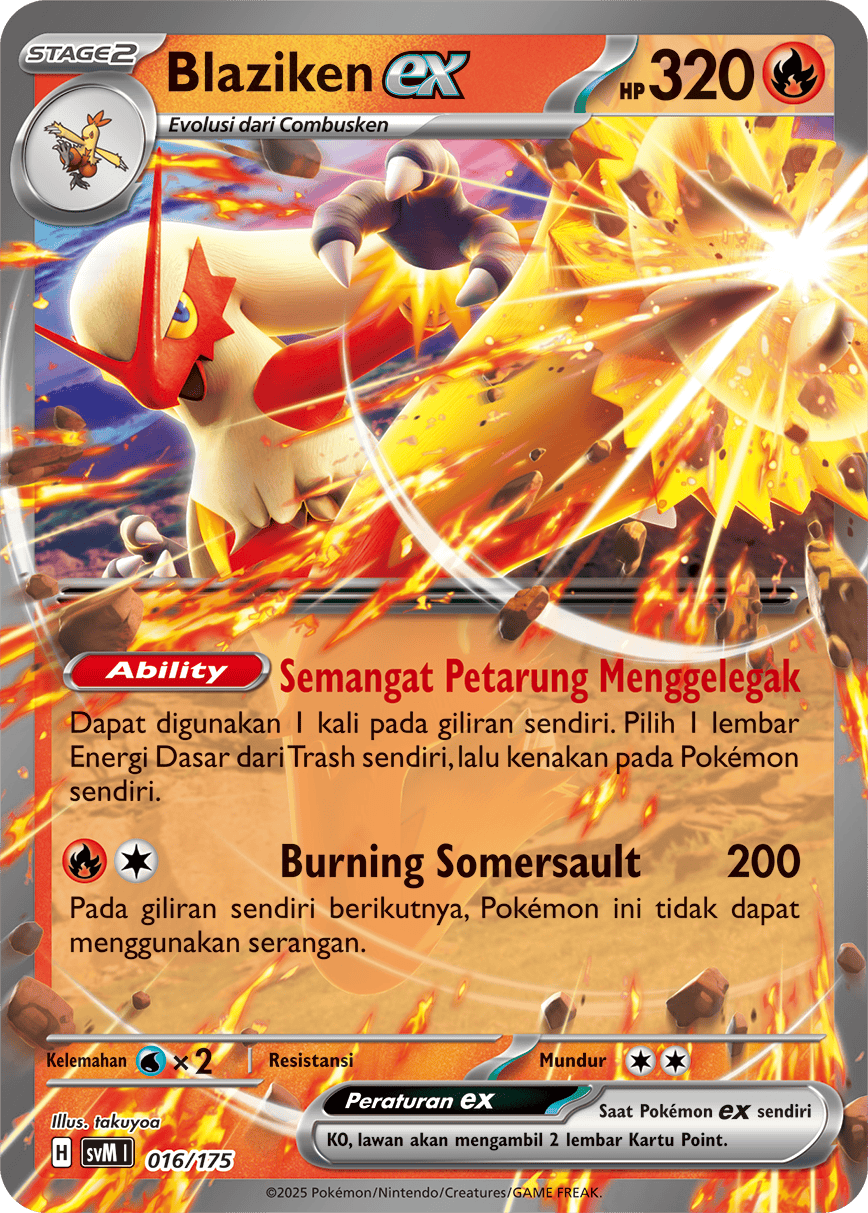 STAGE2 Blaziken ex HP320
Evolusi dari Combusken
Ability Semangat Petarung Menggelegak
Dapat digunakan 1 kali pada giliran sendiri. Pilih 1 lembar
Energi Dasar dari Trash sendiri, lalu kenakan pada Pokémon
sendiri.
Burning Somersault 200
Pada giliran sendiri berikutnya, Pokémon ini tidak dapat
menggunakan serangan.
Kelemahan ×2 Resistansi Mundur
Peraturan ex Saat Pokémon ex sendiri
KO, lawan akan mengambil 2 lembar Kartu Point.
Illus. takuyoa
H svM I 016/175
©2025 Pokémon/Nintendo/Creatures/GAME FREAK.